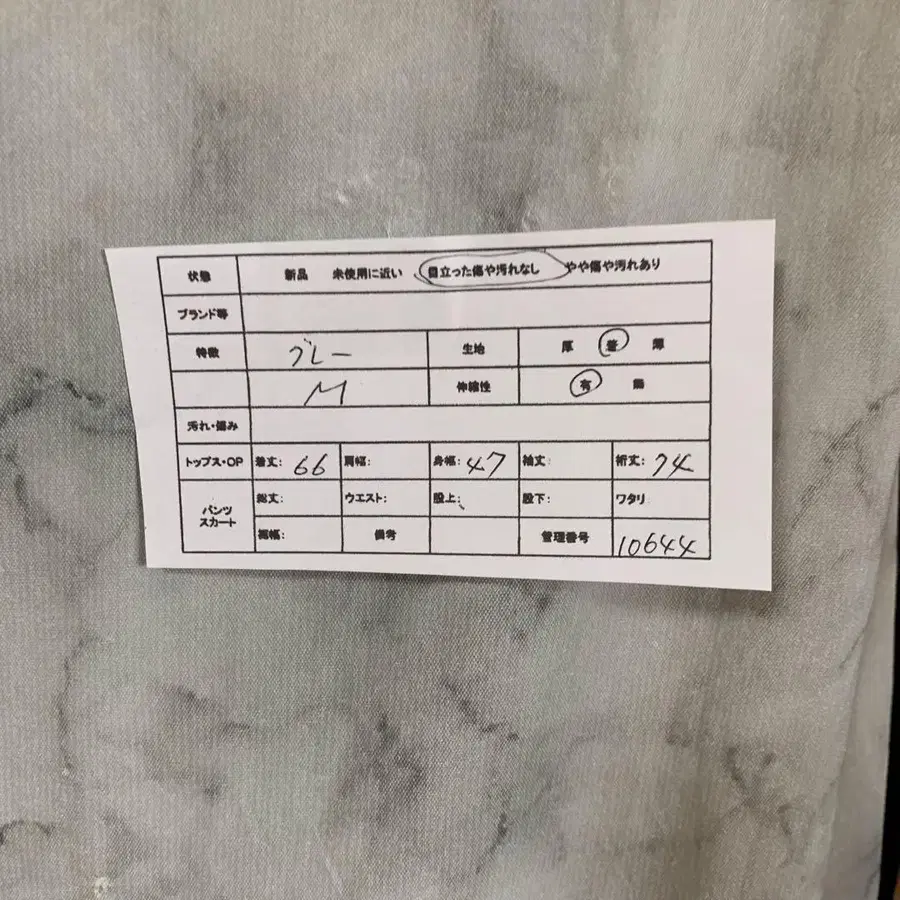 状態 新品 未使用に近い 目立った傷や汚れなし やや傷や汚れあり
ブランド等
特徴 グレー 生地 厚 普 薄
M 伸縮性 有 無
汚れ・傷み
トップス・OP 着丈: 66 肩幅: 身幅: 47 袖丈: 裄丈: 74
パンツ スカート 総丈: ウエスト: 股上: 股下: ワタリ
裾幅: 備考 管理番号 10644